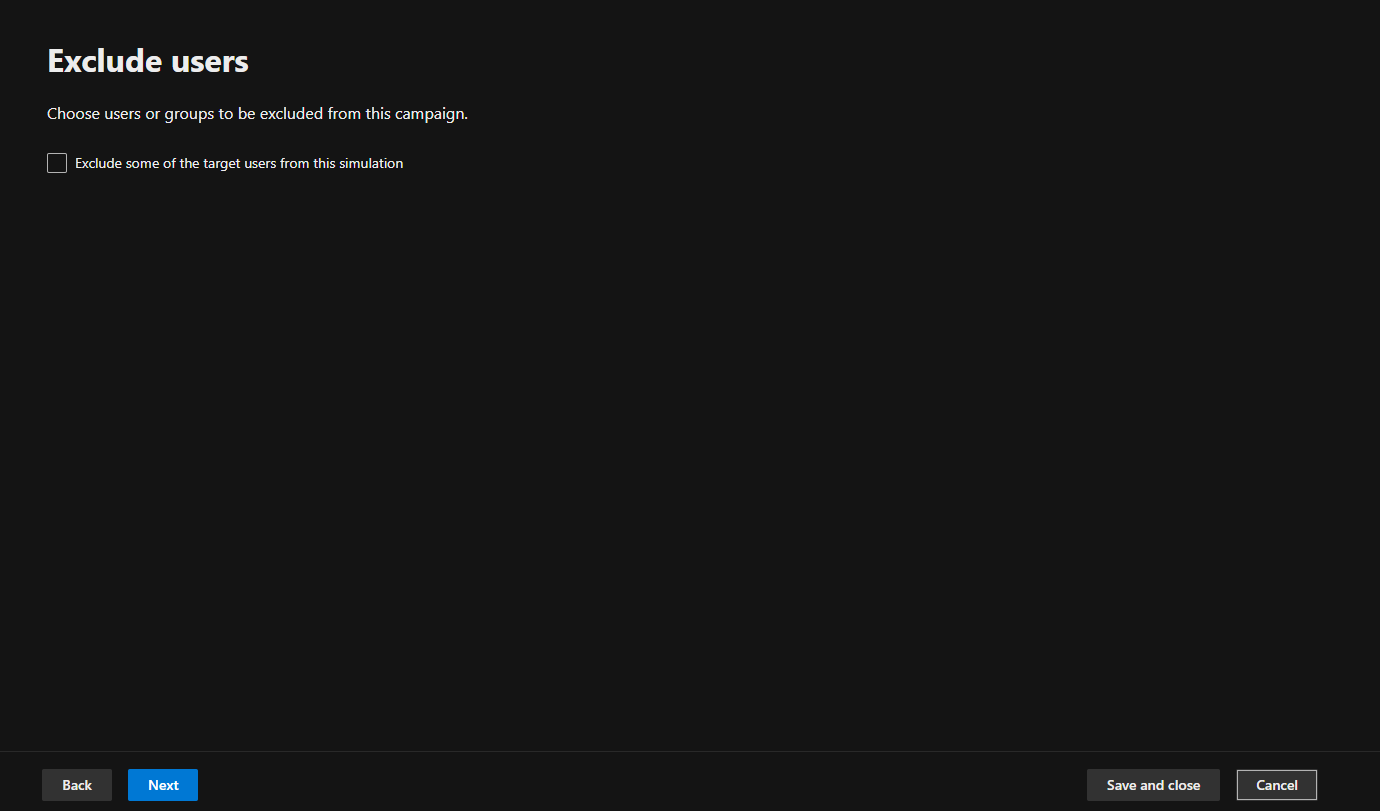 Exclude users
Choose users or groups to be excluded from this campaign.
Exclude some of the target users from this simulation
Back
Next
Save and close
Cancel